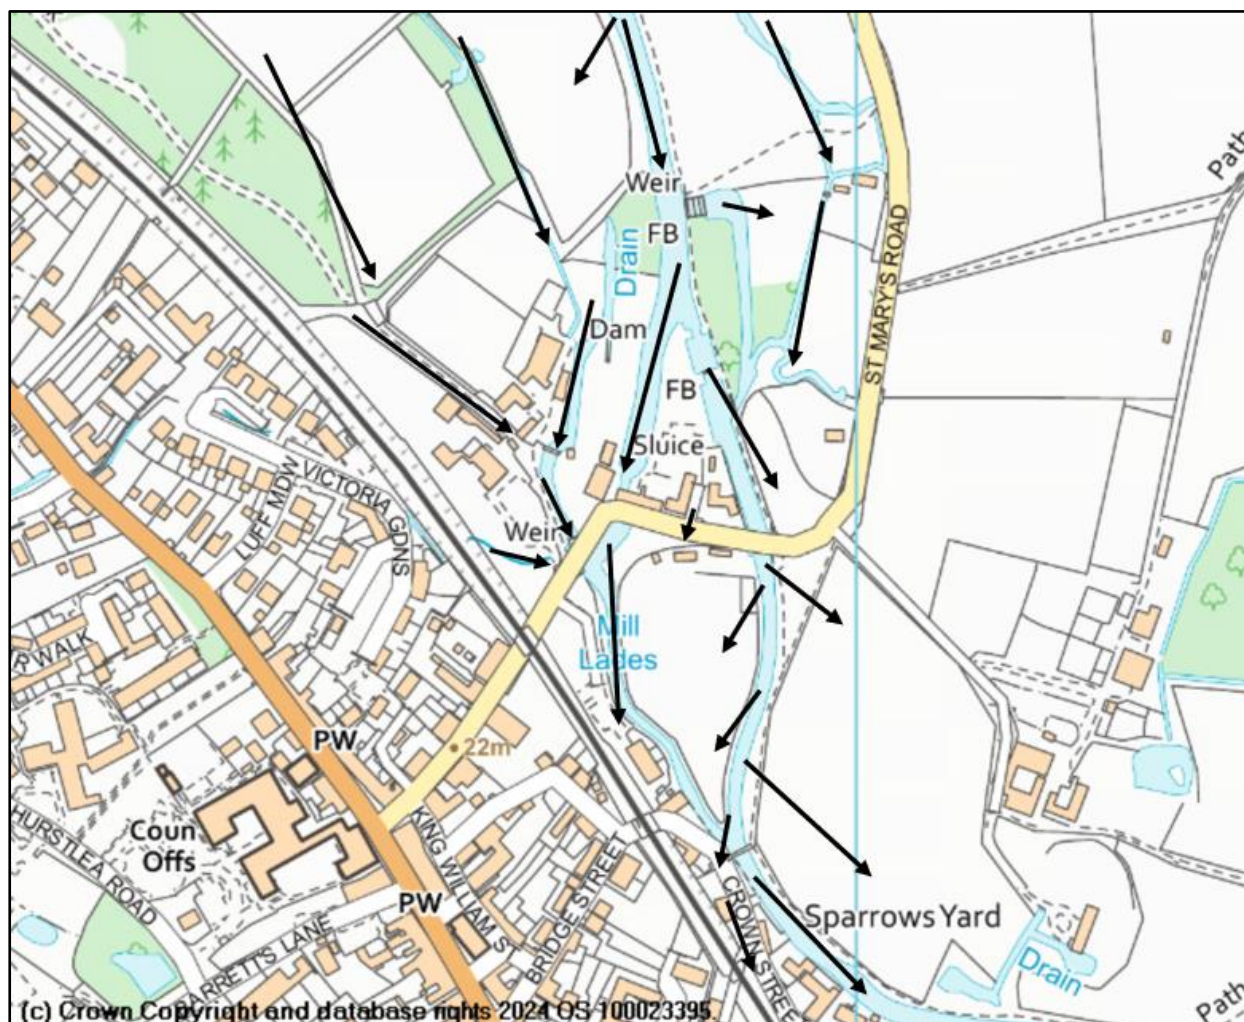 Path
Weir
FB
Drain
ST MARY'S ROAD
Dam
FB
Sluice
VICTORIA GDNS
LUFF MDW
Weir
R WALK
Mill
Lades
PW
22m
Coun
Offs
HURSTLEA ROAD
KING WILLIAM ST
PW
BRIDGE STREET
CROWN STREE
Sparrows Yard
RRETTS LANE
Drain
Path
(c) Crown Copyright and database rights 2024 OS 100023395.